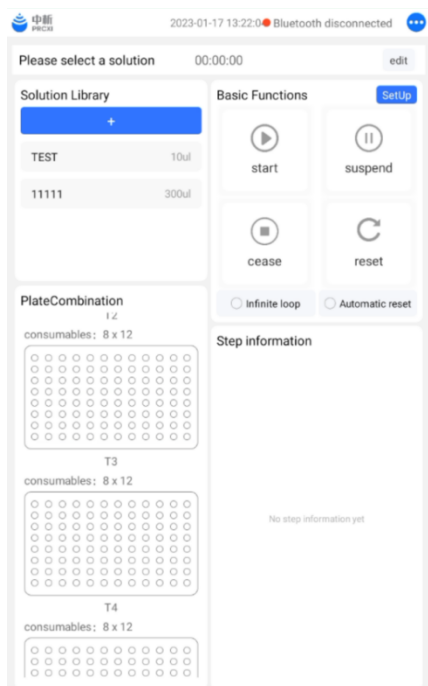 中新
PRCXI
2023-01-17 13:22:0
Bluetooth disconnected
Please select a solution
00:00:00
edit
Solution Library
+
TEST
10ul
11111
300ul
Basic Functions
SetUp
start
suspend
cease
reset
Infinite loop
Automatic reset
PlateCombination
T2
consumables: 8 x 12
T3
consumables: 8 x 12
T4
consumables: 8 x 12
Step information
No step information yet